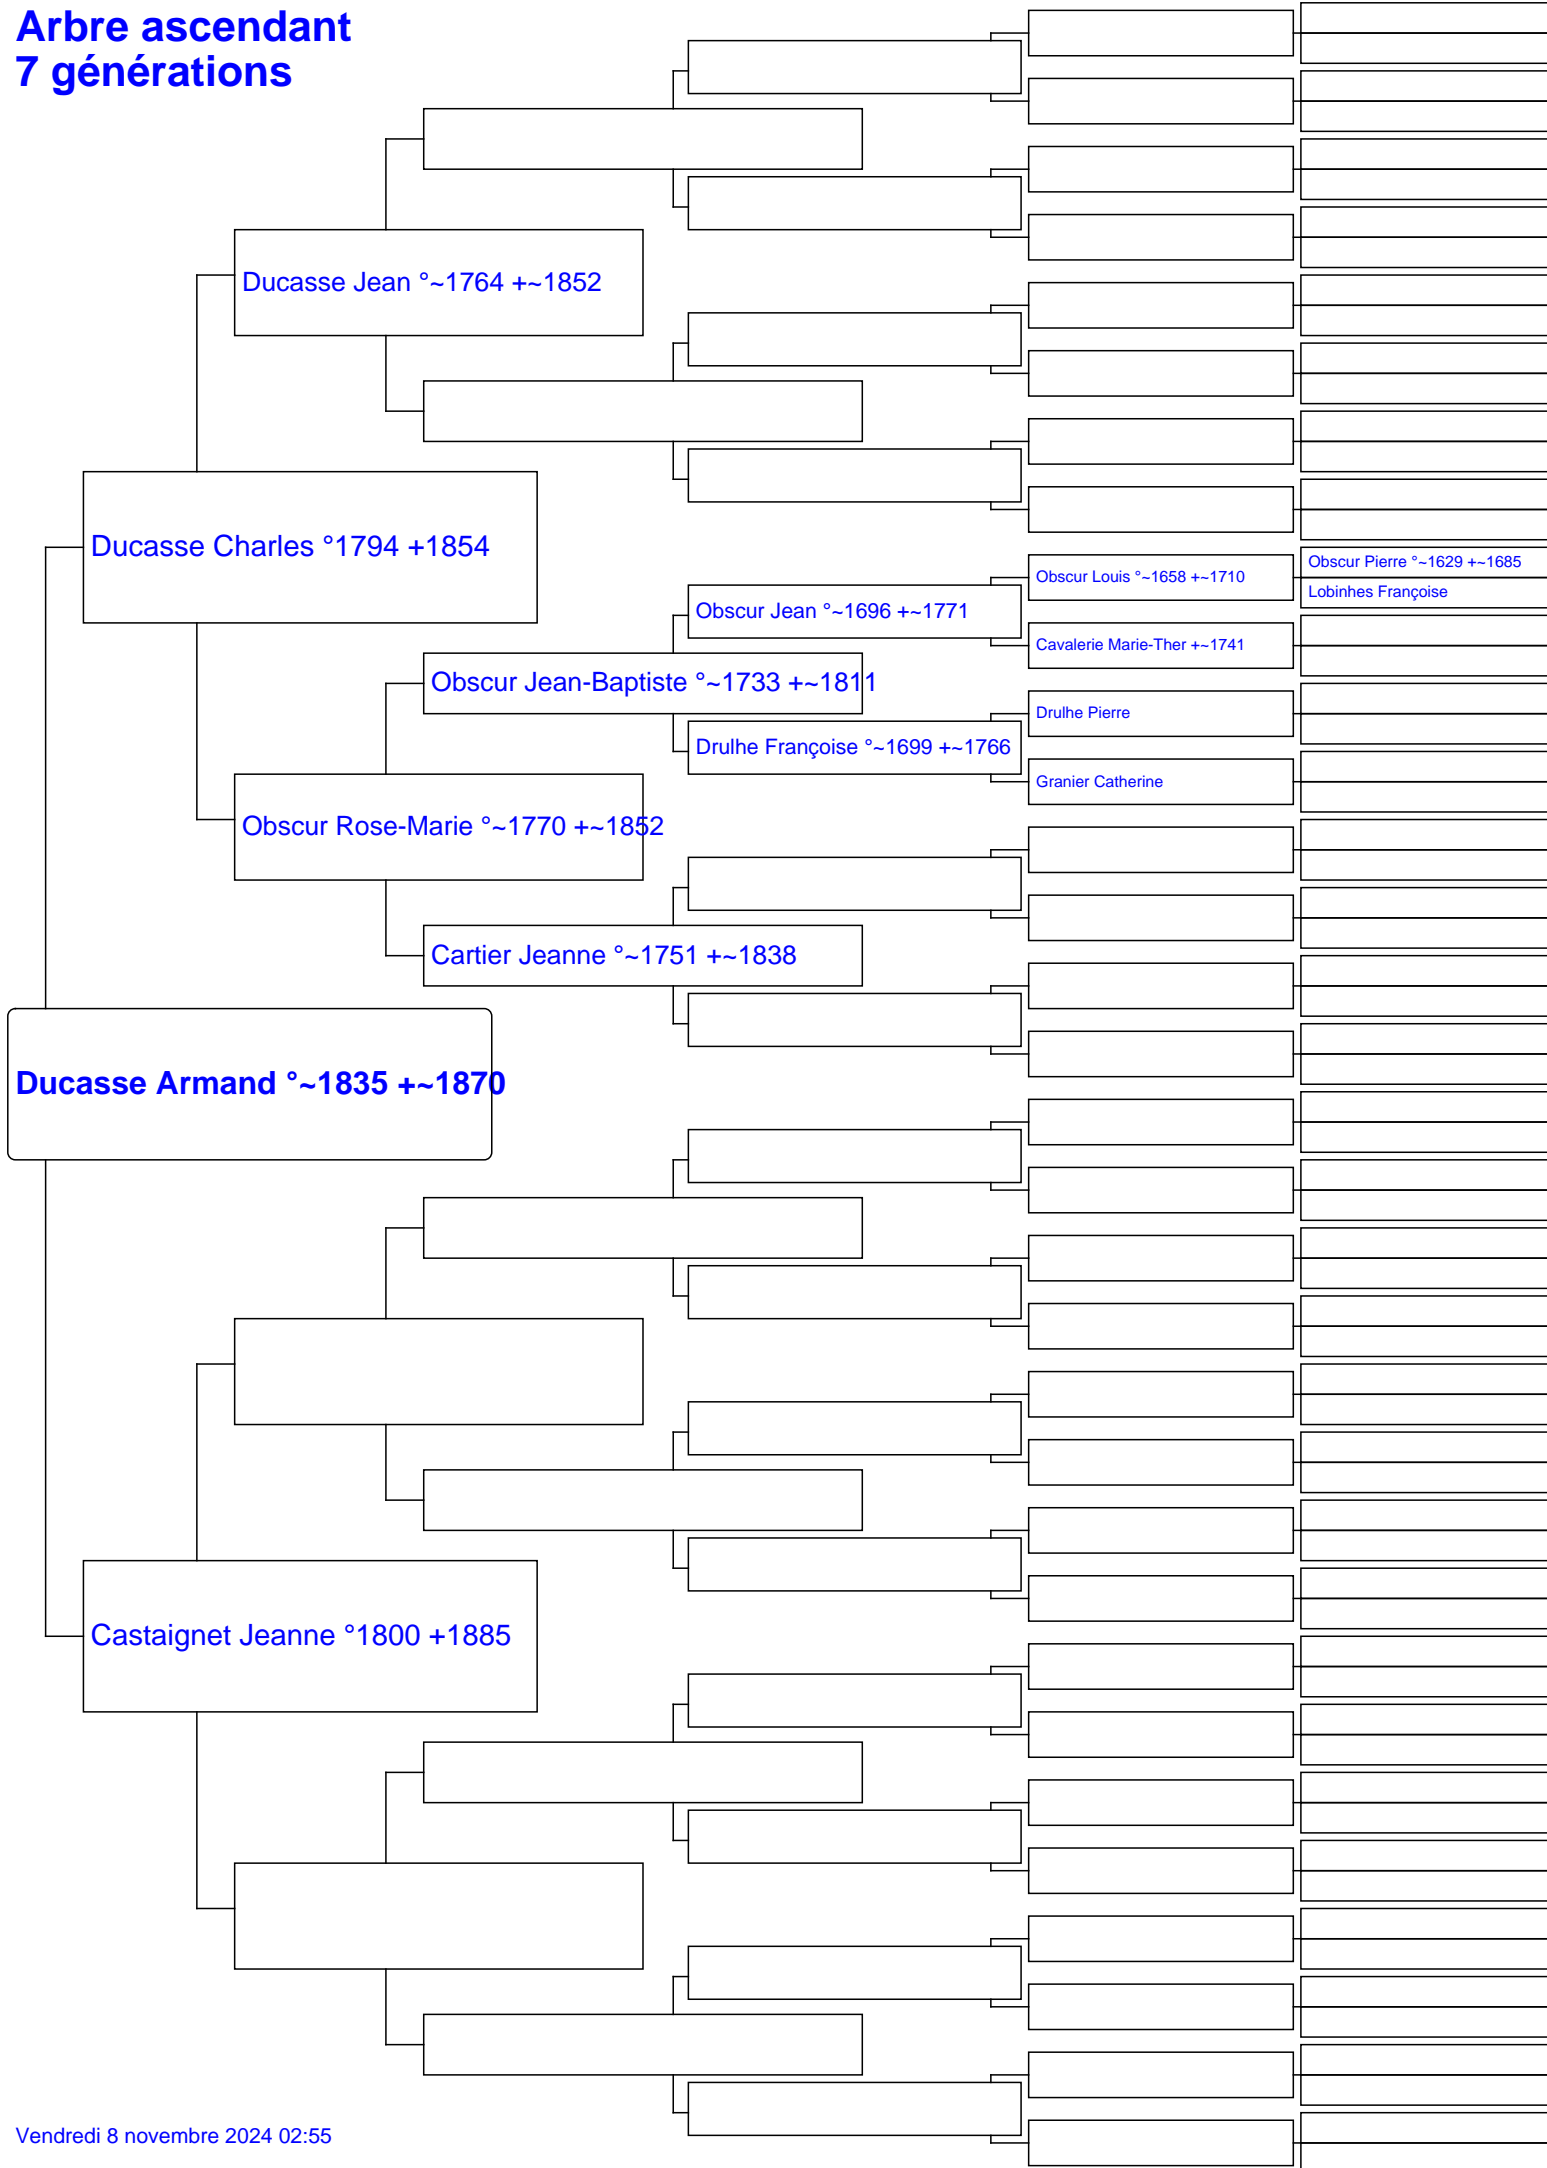 Arbre ascendant
7 générations
Ducasse Jean °~1764 +~1852
Ducasse Charles °1794 +1854
Obscur Pierre °~1629 +~1685
Obscur Louis °~1658 +~1710
Lobinhes Françoise
Obscur Jean °~1696 +~1771
Cavalerie Marie-Ther +~1741
Obscur Jean-Baptiste °~1733 +~1811
Drulhe Pierre
Drulhe Françoise °~1699 +~1766
Granier Catherine
Obscur Rose-Marie °~1770 +~1852
Cartier Jeanne °~1751 +~1838
Ducasse Armand °~1835 +~1870
Castaignet Jeanne °1800 +1885
Vendredi 8 novembre 2024 02:55